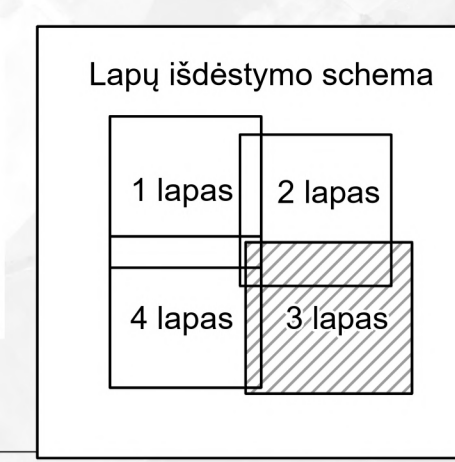 Lapų išdėstymo schema
1 lapas
2 lapas
4 lapas
3 lapas